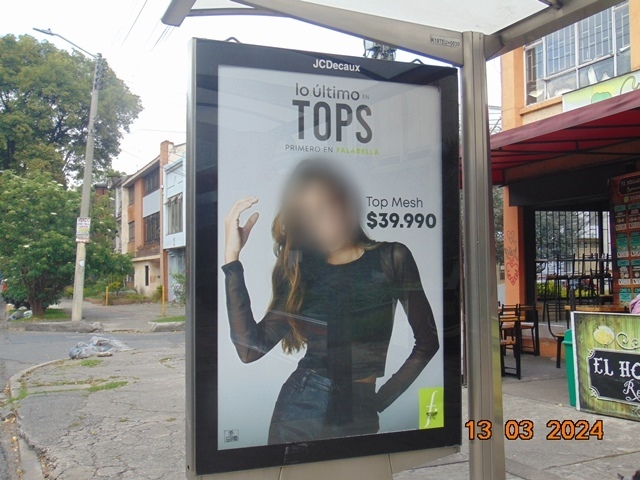 JCDecaux
lo último EN
TOPS
PRIMERO EN FALABELLA
Top Mesh
$39.990
f
EL HO
13 03 2024